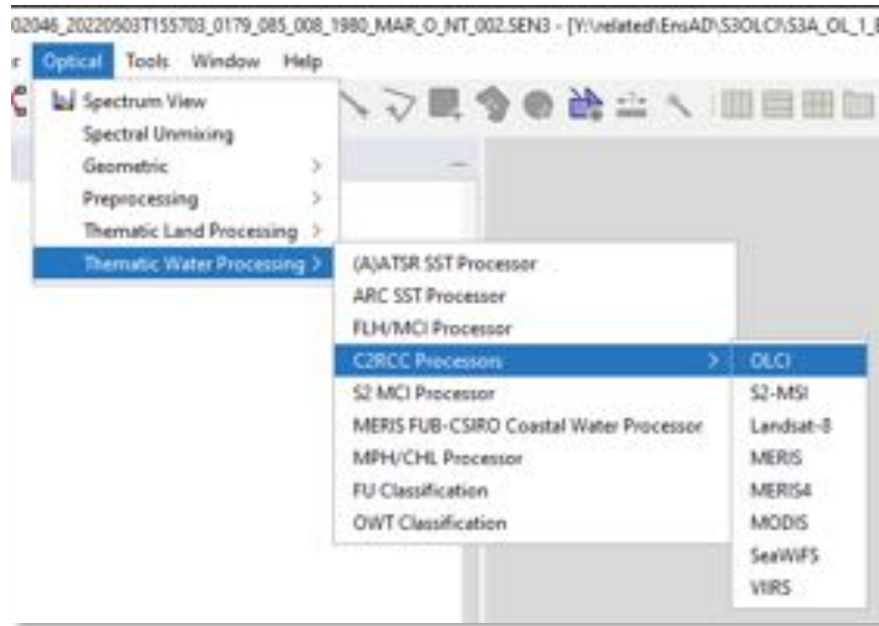 02046_20220503T155703_0179_085_008_1980_MAR_O_NT_002.SEN3 - [Y:\related\EnsAD\S3OLCI\S3A_OL_1_E
r Optical Tools Window Help
Spectrum View
Spectral Unmixing
Geometric >
Preprocessing >
Thematic Land Processing >
Thematic Water Processing >
(A)ATSR SST Processor
ARC SST Processor
FLH/MCI Processor
C2RCC Processors >
S2 MCI Processor
MERIS FUB-CSIRO Coastal Water Processor
MPH/CHL Processor
FU Classification
OWT Classification
OLCI
S2-MSI
Landsat-8
MERIS
MERIS4
MODIS
SeaWiFS
VIIRS